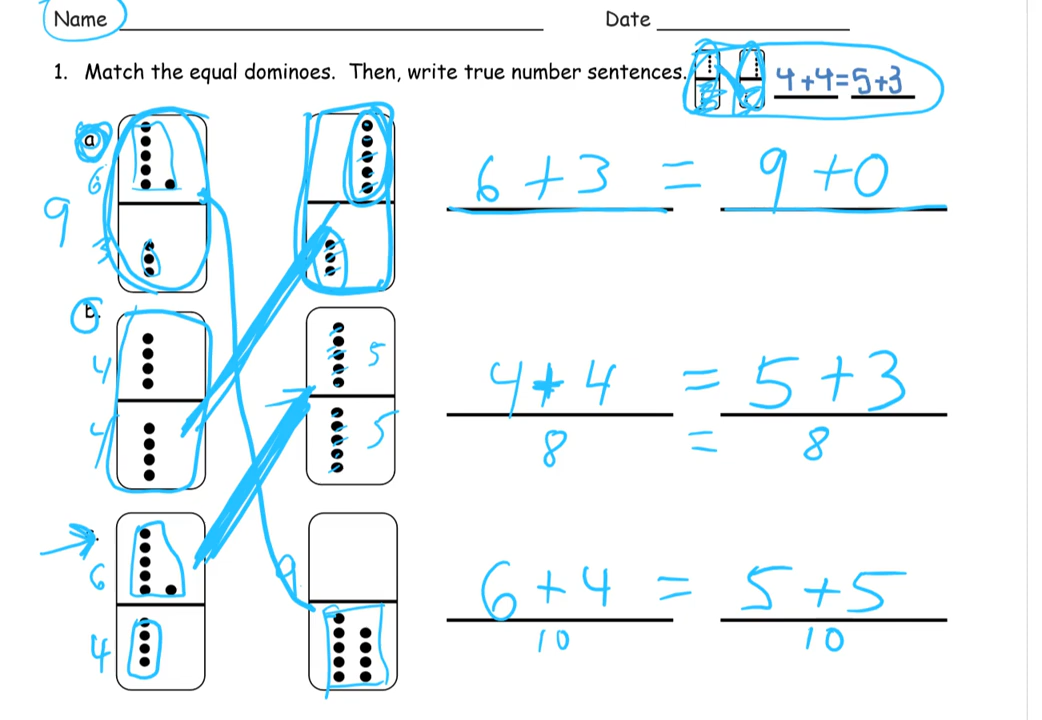 Name Date
1. Match the equal dominoes. Then, write true number sentences. 4+4=5+3
a
6
9
3
6 + 3 = 9 + 0
b.
4
4
5
5
4 + 4 = 5 + 3
8 = 8
6
4
9
6 + 4 = 5 + 5
10 10